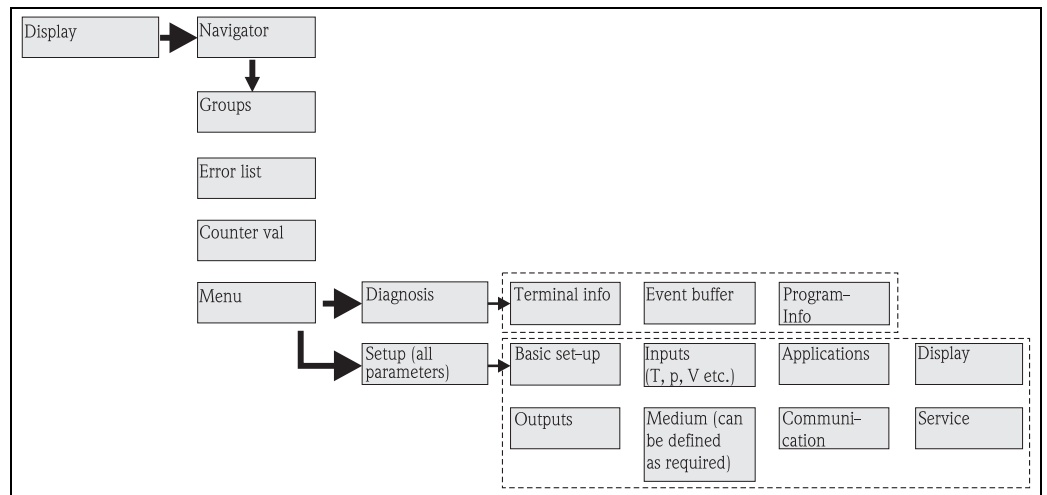 Display
Navigator
Groups
Error list
Counter val
Menu
Diagnosis
Terminal info
Event buffer
Program–
Info
Setup (all
parameters)
Basic set–up
Inputs
(T, p, V etc.)
Applications
Display
Outputs
Medium (can
be defined
as required)
Communi–
cation
Service